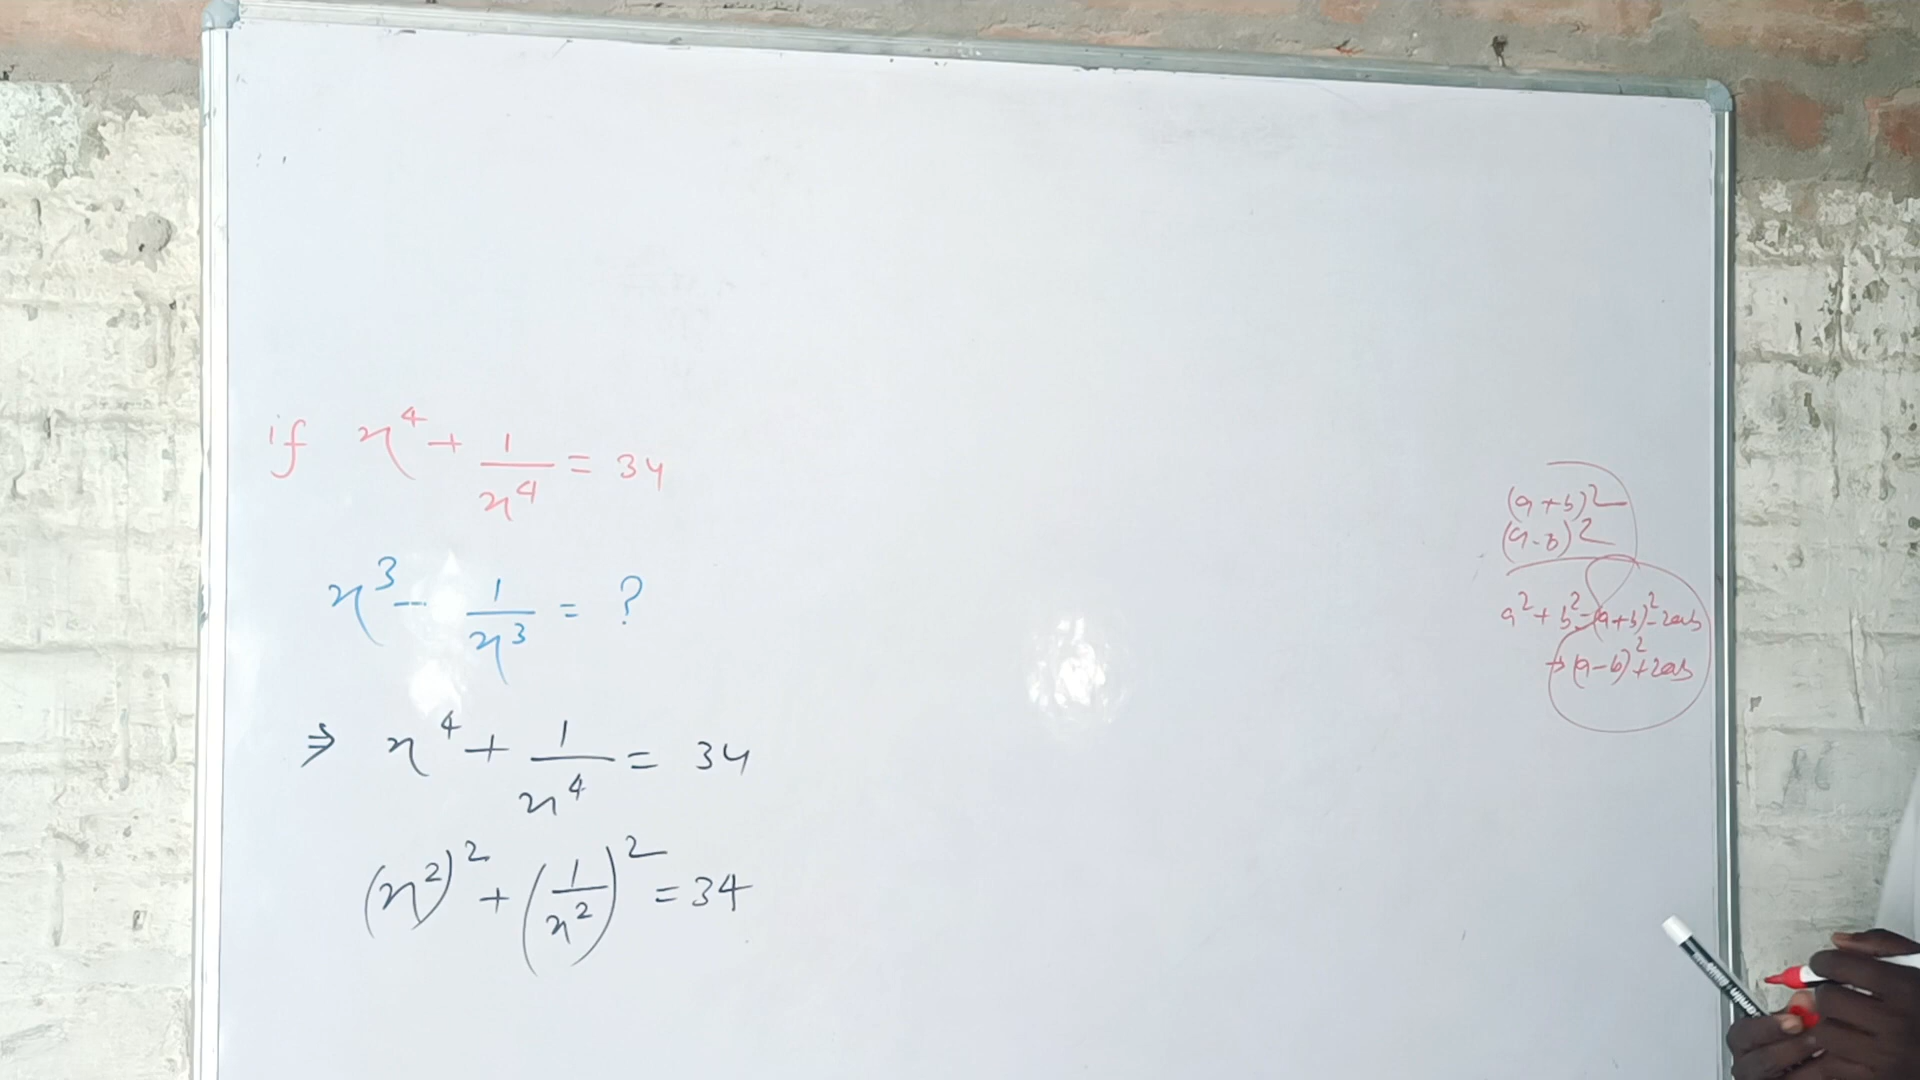 if x⁴ + 1/x⁴ = 34
x³ - 1/x³ = ?
⇒ x⁴ + 1/x⁴ = 34
(x²)² + (1/x²)² = 34
(a+b)²
(a-b)²
a² + b² = (a+b)² - 2ab
→ (a-b)² + 2ab